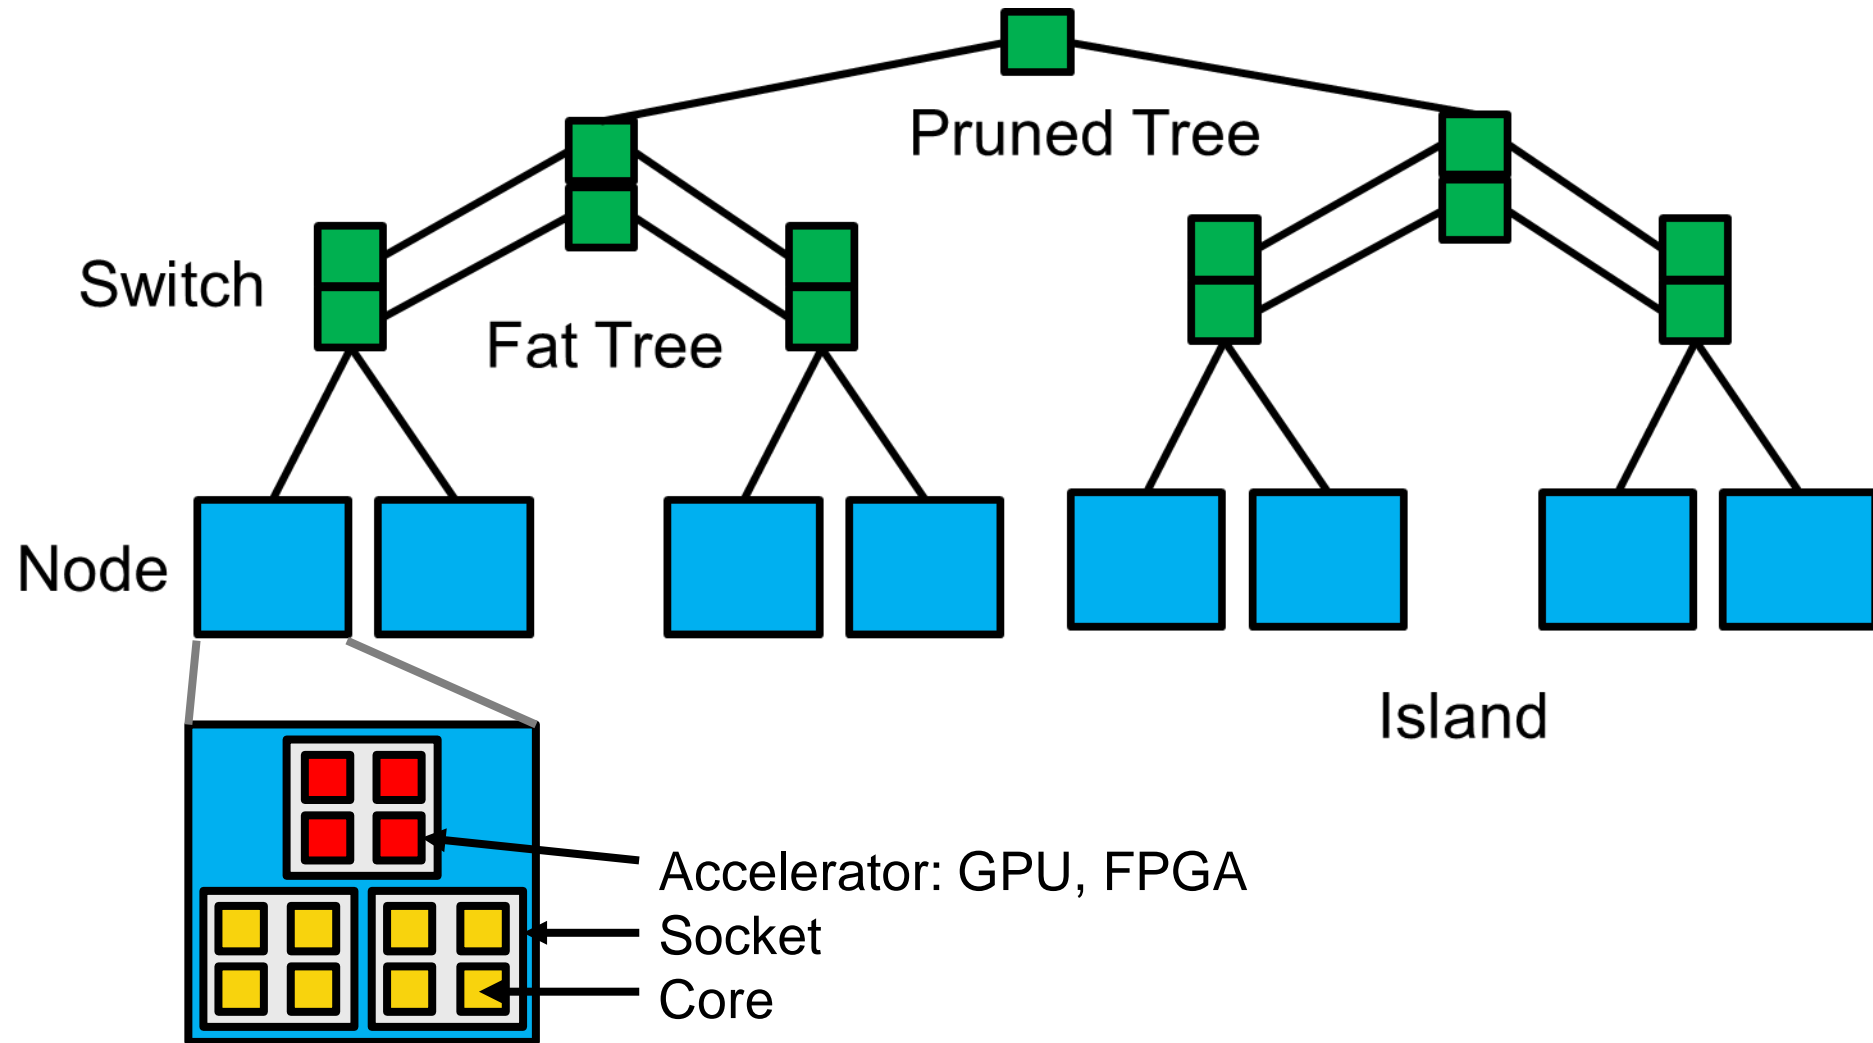 Pruned Tree
Switch
Fat Tree
Node
Island
Accelerator: GPU, FPGA
Socket
Core